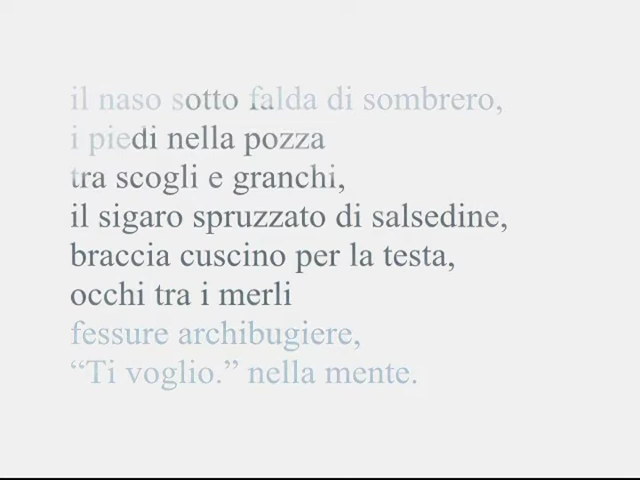 il naso sotto falda di sombrero,
i piedi nella pozza
tra scogli e granchi,
il sigaro spruzzato di salsedine,
braccia cuscino per la testa,
occhi tra i merli
fessure archibugiere,
“Ti voglio.” nella mente.